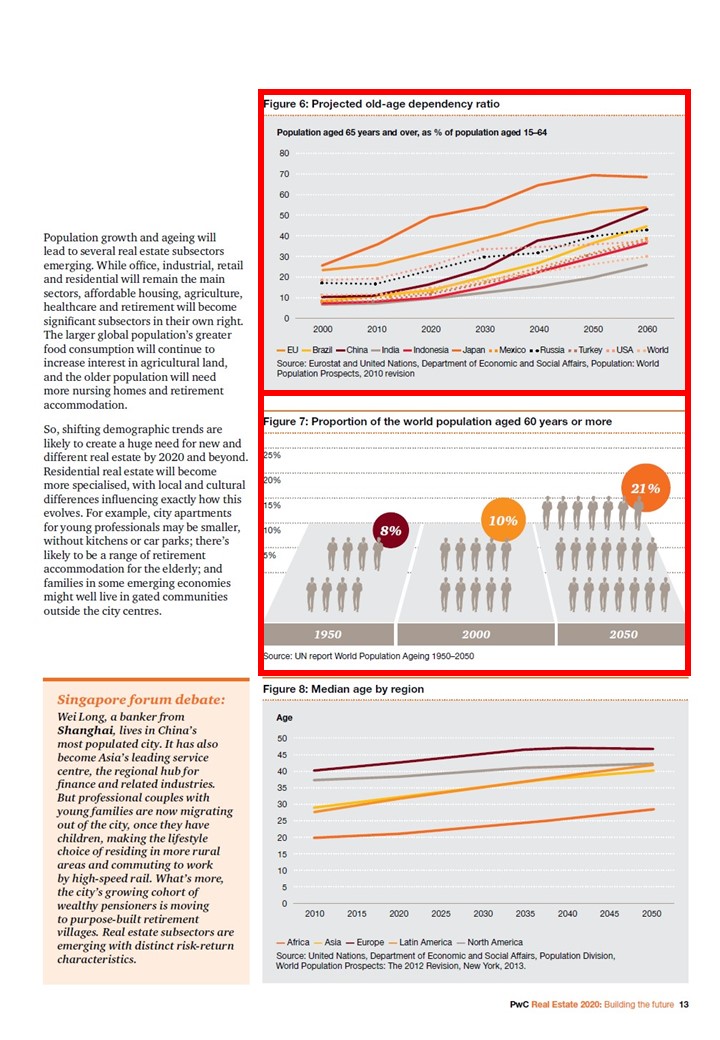 Population growth and ageing will
lead to several real estate subsectors
emerging. While office, industrial, retail
and residential will remain the main
sectors, affordable housing, agriculture,
healthcare and retirement will become
significant subsectors in their own right.
The larger global population's greater
food consumption will continue to
increase interest in agricultural land,
and the older population will need
more nursing homes and retirement
accommodation.
So, shifting demographic trends are
likely to create a huge need for new and
different real estate by 2020 and beyond.
Residential real estate will become
more specialised, with local and cultural
differences influencing exactly how this
evolves. For example, city apartments
for young professionals may be smaller,
without kitchens or car parks; there's
likely to be a range of retirement
accommodation for the elderly; and
families in some emerging economies
might well live in gated communities
outside the city centres.
Singapore forum debate:
Wei Long, a banker from
Shanghai, lives in China's
most populated city. It has also
become Asia's leading service
centre, the regional hub for
finance and related industries.
But professional couples with
young families are now migrating
out of the city, once they have
children, making the lifestyle
choice of residing in more rural
areas and commuting to work
by high-speed rail. What's more,
the city's growing cohort of
wealthy pensioners is moving
to purpose-built retirement
villages. Real estate subsectors are
emerging with distinct risk-return
characteristics.
Figure 6: Projected old-age dependency ratio
Population aged 65 years and over, as % of population aged 15–64
80
70
60
50
40
30
20
10
0
2000 2010 2020 2030 2040 2050 2060
EU Brazil China India Indonesia Japan Mexico Russia Turkey USA World
Source: Eurostat and United Nations, Department of Economic and Social Affairs, Population: World
Population Prospects, 2010 revision
Figure 7: Proportion of the world population aged 60 years or more
25%
20%
15%
10%
5%
8%
10%
21%
1950 2000 2050
Source: UN report World Population Ageing 1950–2050
Figure 8: Median age by region
Age
50
45
40
35
30
25
20
15
10
5
0
2010 2015 2020 2025 2030 2035 2040 2045 2050
Africa Asia Europe Latin America North America
Source: United Nations, Department of Economic and Social Affairs, Population Division,
World Population Prospects: The 2012 Revision, New York, 2013.
PwC Real Estate 2020: Building the future 13